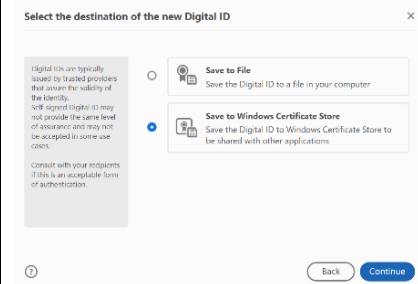 Select the destination of the new Digital ID
Digital IDs are typically
issued by trusted providers
that assure the validity of
the identity.
Self-signed Digital ID may
not provide the same level
of assurance and may not
be accepted in some use
cases.
Consult with your recipients
if this is an acceptable form
of authentication.
Save to File
Save the Digital ID to a file in your computer
Save to Windows Certificate Store
Save the Digital ID to Windows Certificate Store to
be shared with other applications
Back
Continue